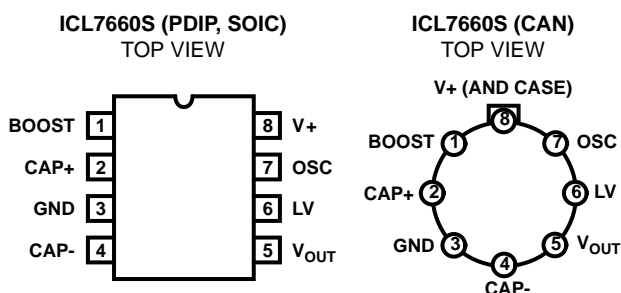 ICL7660S (PDIP, SOIC)
TOP VIEW
BOOST 1
CAP+ 2
GND 3
CAP- 4
8 V+
7 OSC
6 LV
5 VOUT
ICL7660S (CAN)
TOP VIEW
V+ (AND CASE)
8
BOOST 1
7 OSC
CAP+ 2
6 LV
GND 3
5 VOUT
4
CAP-